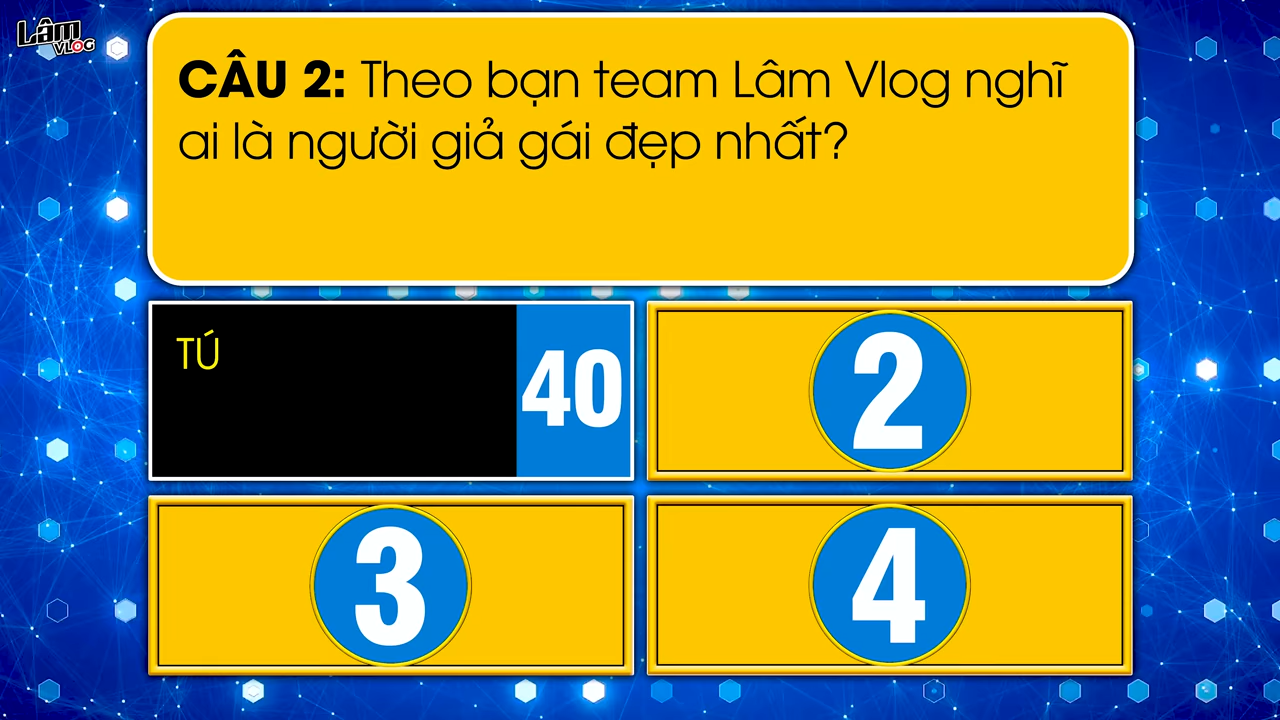 Lâm
VLOG
CÂU 2: Theo bạn team Lâm Vlog nghĩ
ai là người giả gái đẹp nhất?
TÚ
40
2
3
4